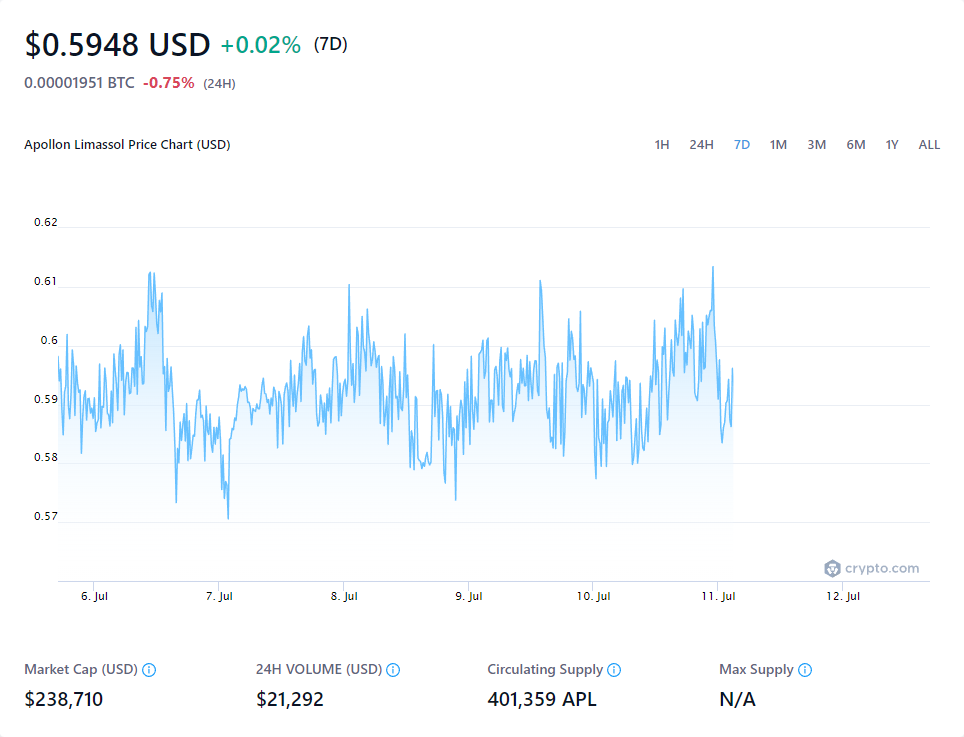 $0.5948 USD +0.02% (7D)
0.00001951 BTC -0.75% (24H)
Apollon Limassol Price Chart (USD) 1H 24H 7D 1M 3M 6M 1Y ALL
0.62
0.61
0.6
0.59
0.58
0.57
crypto.com
6. Jul 7. Jul 8. Jul 9. Jul 10. Jul 11. Jul 12. Jul
Market Cap (USD) 24H VOLUME (USD) Circulating Supply Max Supply
$238,710 $21,292 401,359 APL N/A